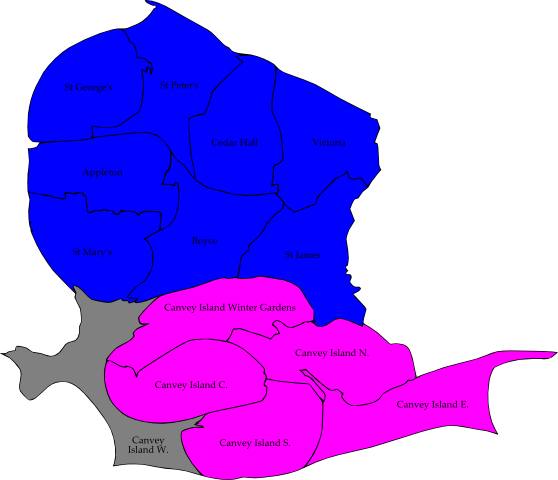 St George's
St Peter's
Cedar Hall
Victoria
Appleton
Boyce
St Mary's
St James
Canvey Island Winter Gardens
Canvey Island N.
Canvey Island C.
Canvey Island E.
Canvey
Island W.
Canvey Island S.